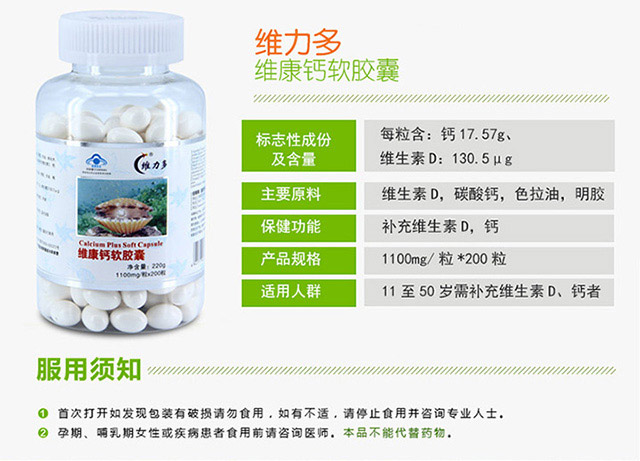 维力多
维康钙软胶囊
标志性成份
及含量
每粒含：钙 17.57g、
维生素 D：130.5μg
主要原料
维生素 D，碳酸钙，色拉油，明胶
保健功能
补充维生素 D，钙
产品规格
1100mg/ 粒 *200 粒
适用人群
11 至 50 岁需补充维生素 D、钙者
维力多
Calcium Plus Soft Capsule
维康钙软胶囊
净含量：220g
1100mg/粒x200粒
服用须知
1 首次打开如发现包装有破损请勿食用，如有不适，请停止食用并咨询专业人士。
2 孕期、哺乳期女性或疾病患者食用前请咨询医师。本品不能代替药物。